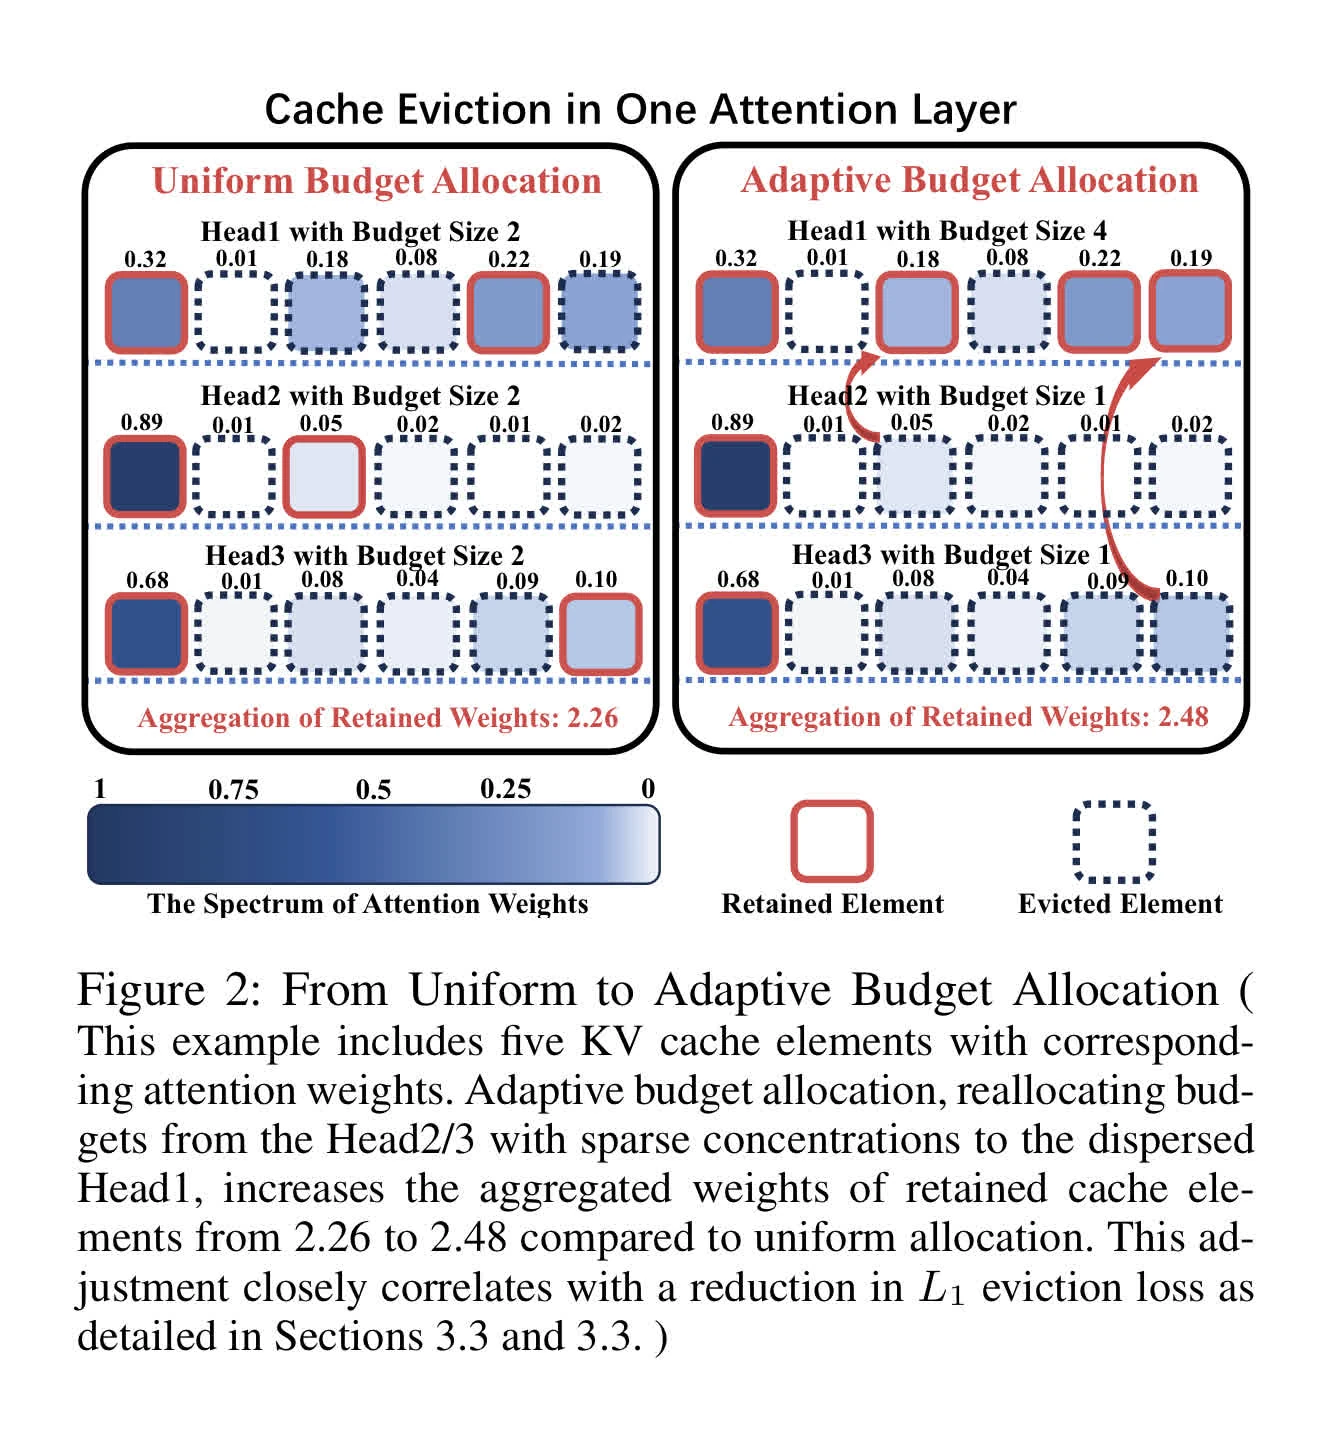 Cache Eviction in One Attention Layer
Uniform Budget Allocation
Head1 with Budget Size 2
0.32 0.01 0.18 0.08 0.22 0.19
Head2 with Budget Size 2
0.89 0.01 0.05 0.02 0.01 0.02
Head3 with Budget Size 2
0.68 0.01 0.08 0.04 0.09 0.10
Aggregation of Retained Weights: 2.26
Adaptive Budget Allocation
Head1 with Budget Size 4
0.32 0.01 0.18 0.08 0.22 0.19
Head2 with Budget Size 1
0.89 0.01 0.05 0.02 0.01 0.02
Head3 with Budget Size 1
0.68 0.01 0.08 0.04 0.09 0.10
Aggregation of Retained Weights: 2.48
1 0.75 0.5 0.25 0
The Spectrum of Attention Weights
Retained Element
Evicted Element
Figure 2: From Uniform to Adaptive Budget Allocation (
This example includes five KV cache elements with correspond-
ing attention weights. Adaptive budget allocation, reallocating bud-
gets from the Head2/3 with sparse concentrations to the dispersed
Head1, increases the aggregated weights of retained cache ele-
ments from 2.26 to 2.48 compared to uniform allocation. This ad-
justment closely correlates with a reduction in L₁ eviction loss as
detailed in Sections 3.3 and 3.3. )